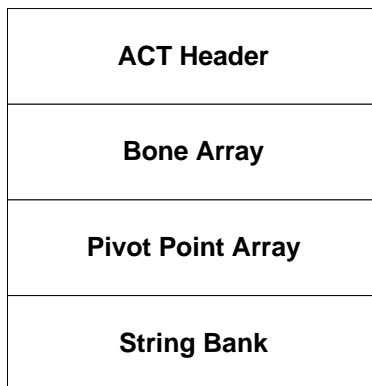 ACT Header
Bone Array
Pivot Point Array
String Bank